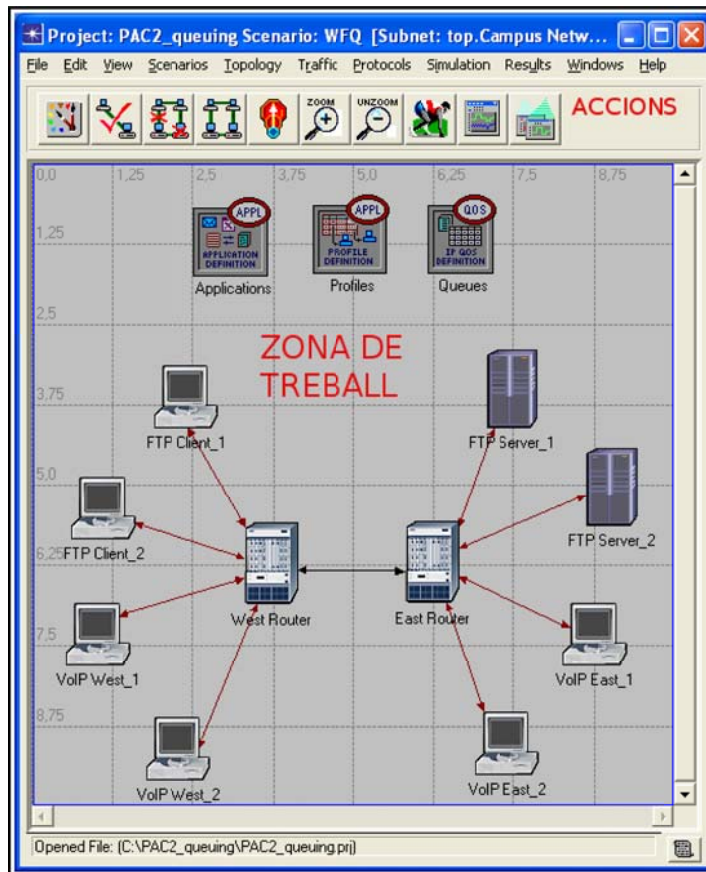 Project: PAC2_queuing Scenario: WFQ [Subnet: top.Campus Netw...
File Edit View Scenarios Topology Traffic Protocols Simulation Results Windows Help
ZOOM
UNZOOM
ACCIONS
0,0 1,25 2,5 3,75 5,0 6,25 7,5 8,75
APPL
APPLICATION DEFINITION
Applications
APPL
PROFILE DEFINITION
Profiles
QOS
IP QOS DEFINITION
Queues
1,25
2,5
ZONA DE
TREBALL
3,75
FTP Client_1
FTP Server_1
5,0
FTP Client_2
FTP Server_2
6,25
West Router
East Router
7,5
VoIP West_1
VoIP East_1
8,75
VoIP West_2
VoIP East_2
Opened File: (C:\PAC2_queuing\PAC2_queuing.prj)